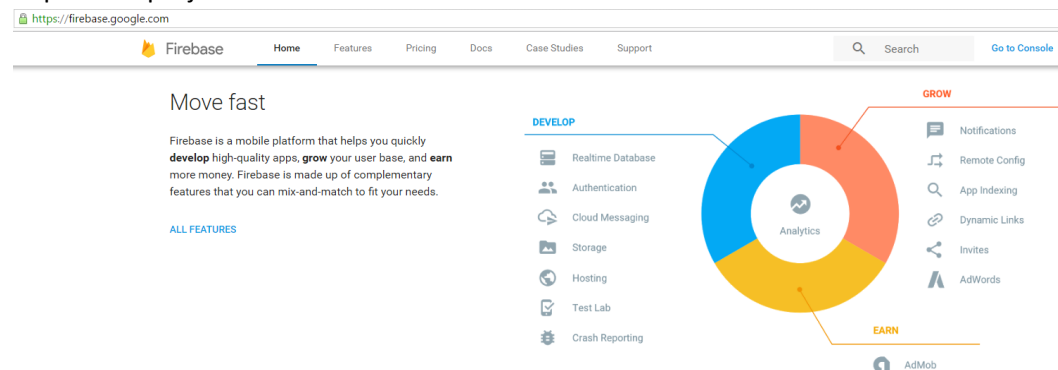 https://firebase.google.com
Firebase Home Features Pricing Docs Case Studies Support Search Go to Console
Move fast
Firebase is a mobile platform that helps you quickly
develop high-quality apps, grow your user base, and earn
more money. Firebase is made up of complementary
features that you can mix-and-match to fit your needs.
ALL FEATURES
DEVELOP
Realtime Database
Authentication
Cloud Messaging
Storage
Hosting
Test Lab
Crash Reporting
Analytics
GROW
Notifications
Remote Config
App Indexing
Dynamic Links
Invites
AdWords
EARN
AdMob